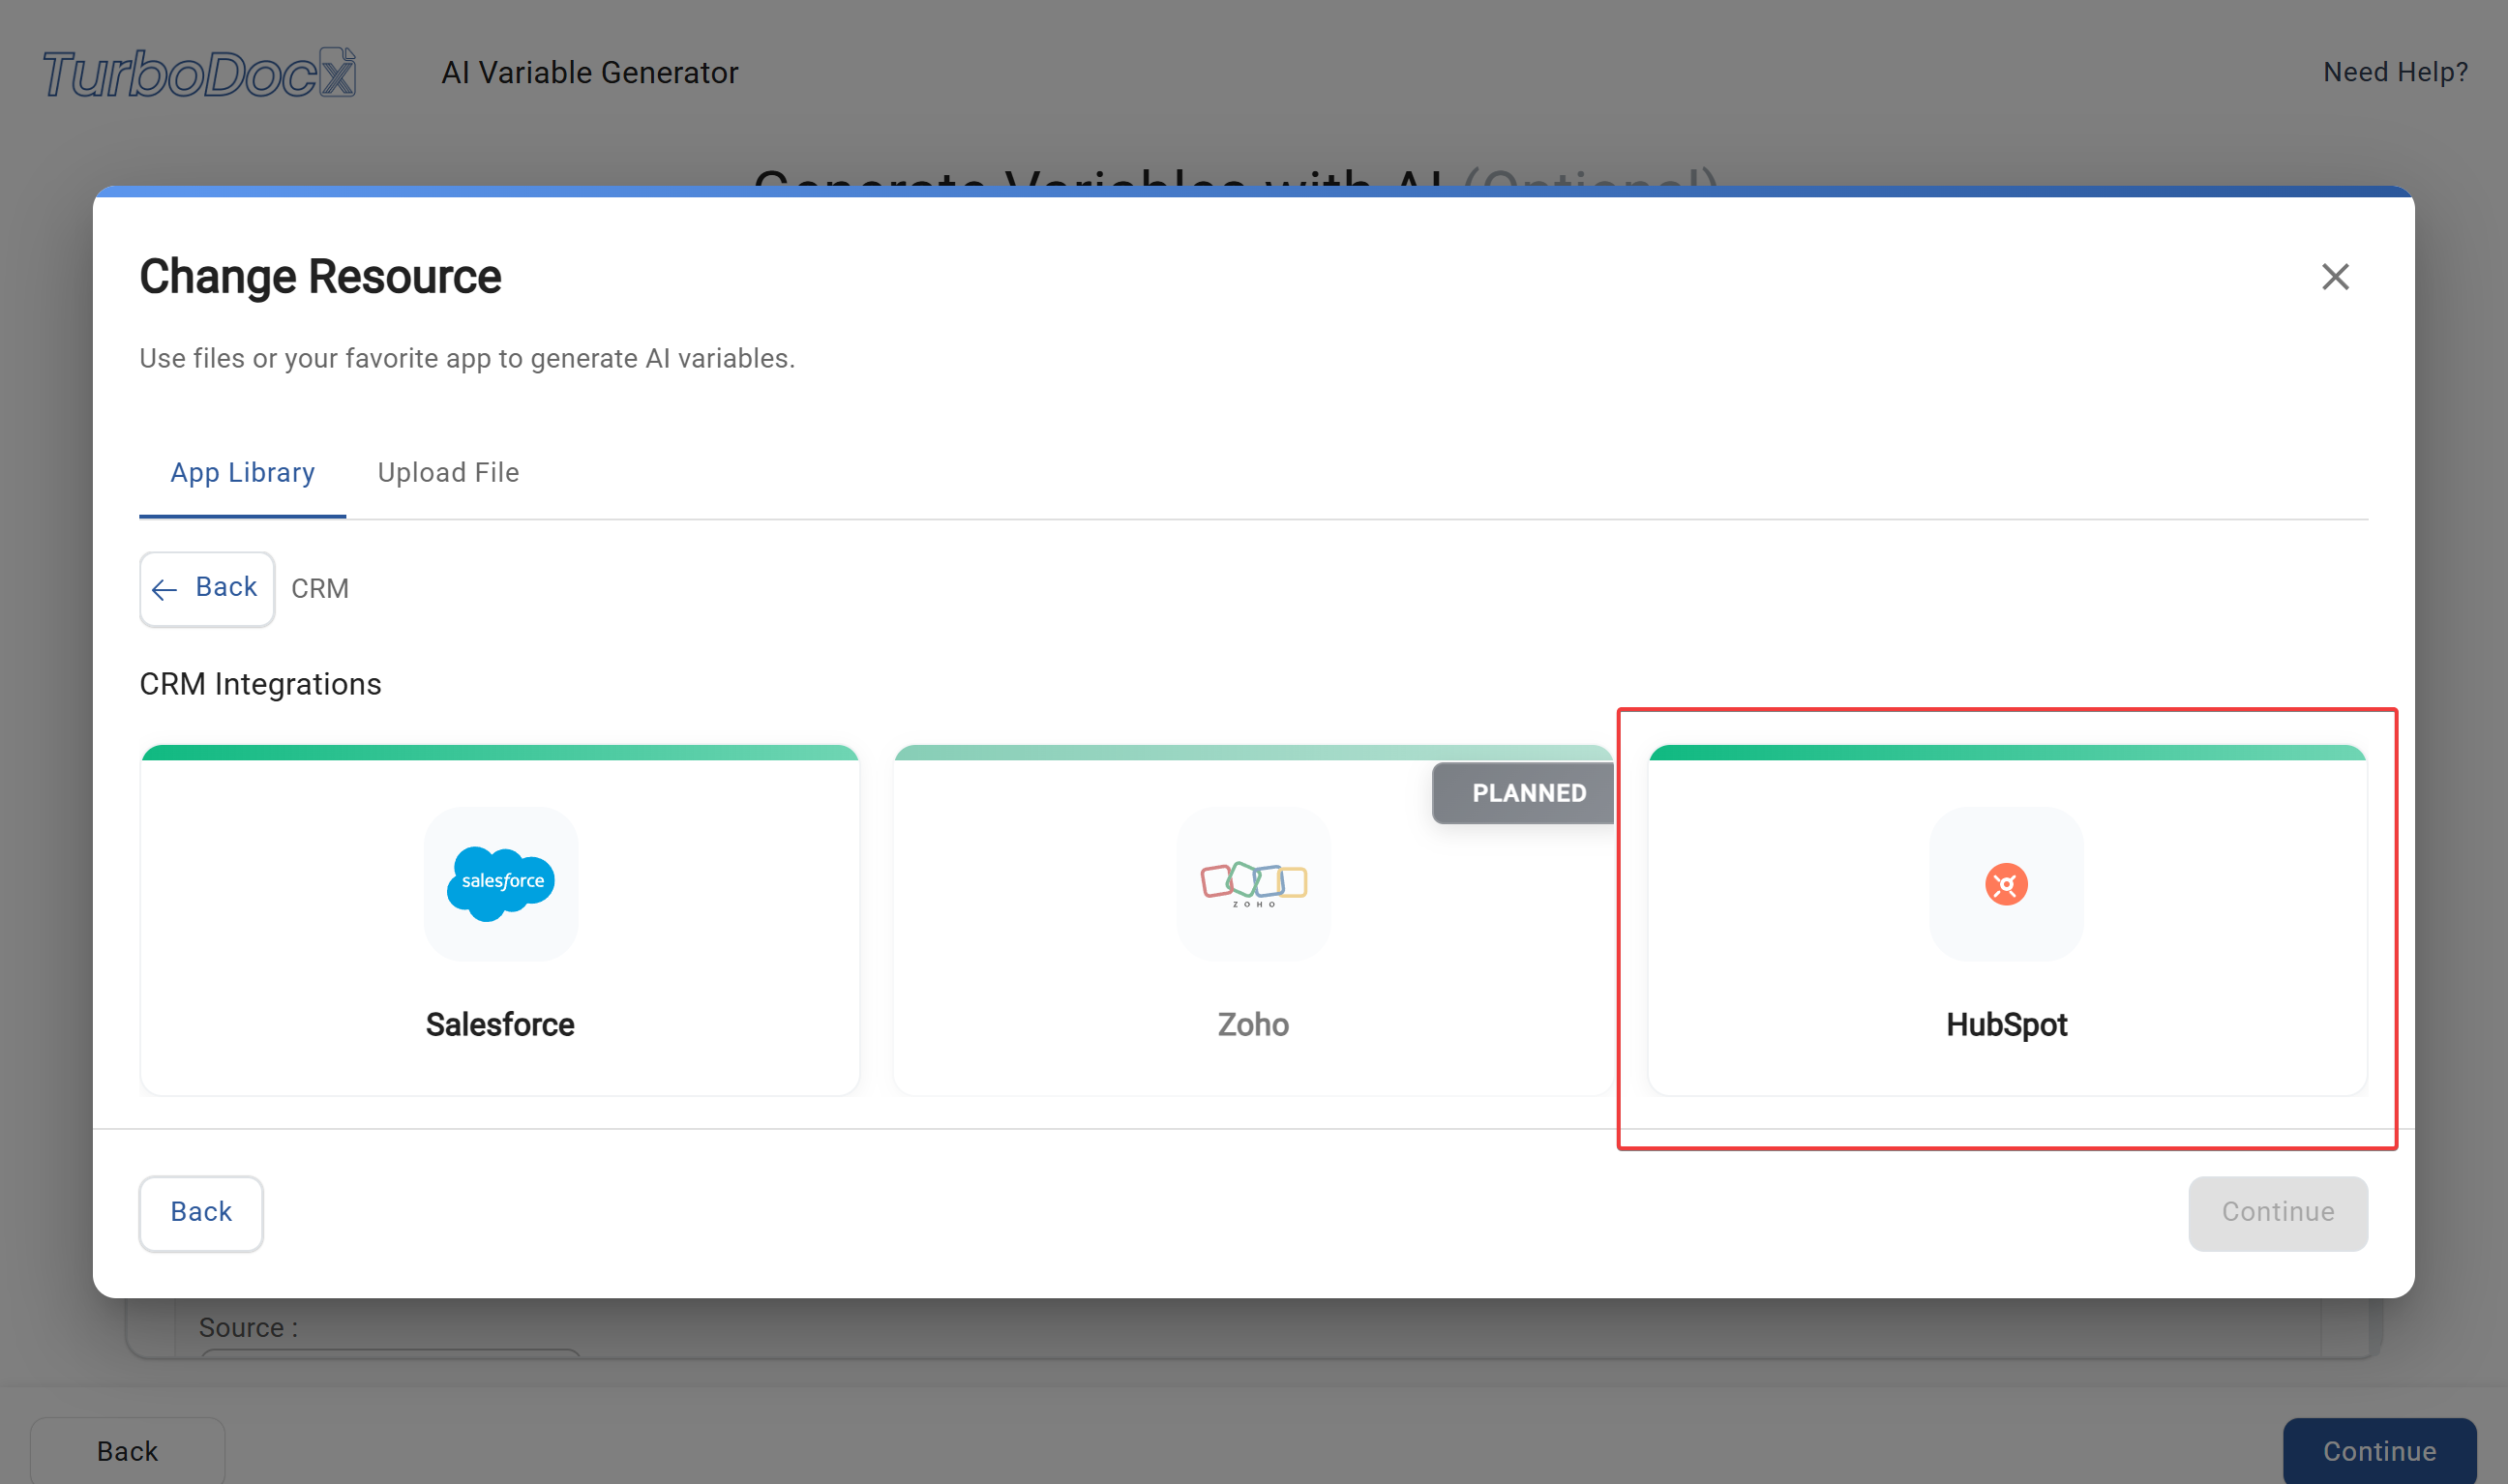 TurboDocX
AI Variable Generator
Need Help?
Generate Variables with AI (Optional)
Change Resource
Use files or your favorite app to generate AI variables.
App Library
Upload File
Back
CRM
CRM Integrations
PLANNED
salesforce
ZOHO
Salesforce
Zoho
HubSpot
Back
Continue
Source :
Back
Continue